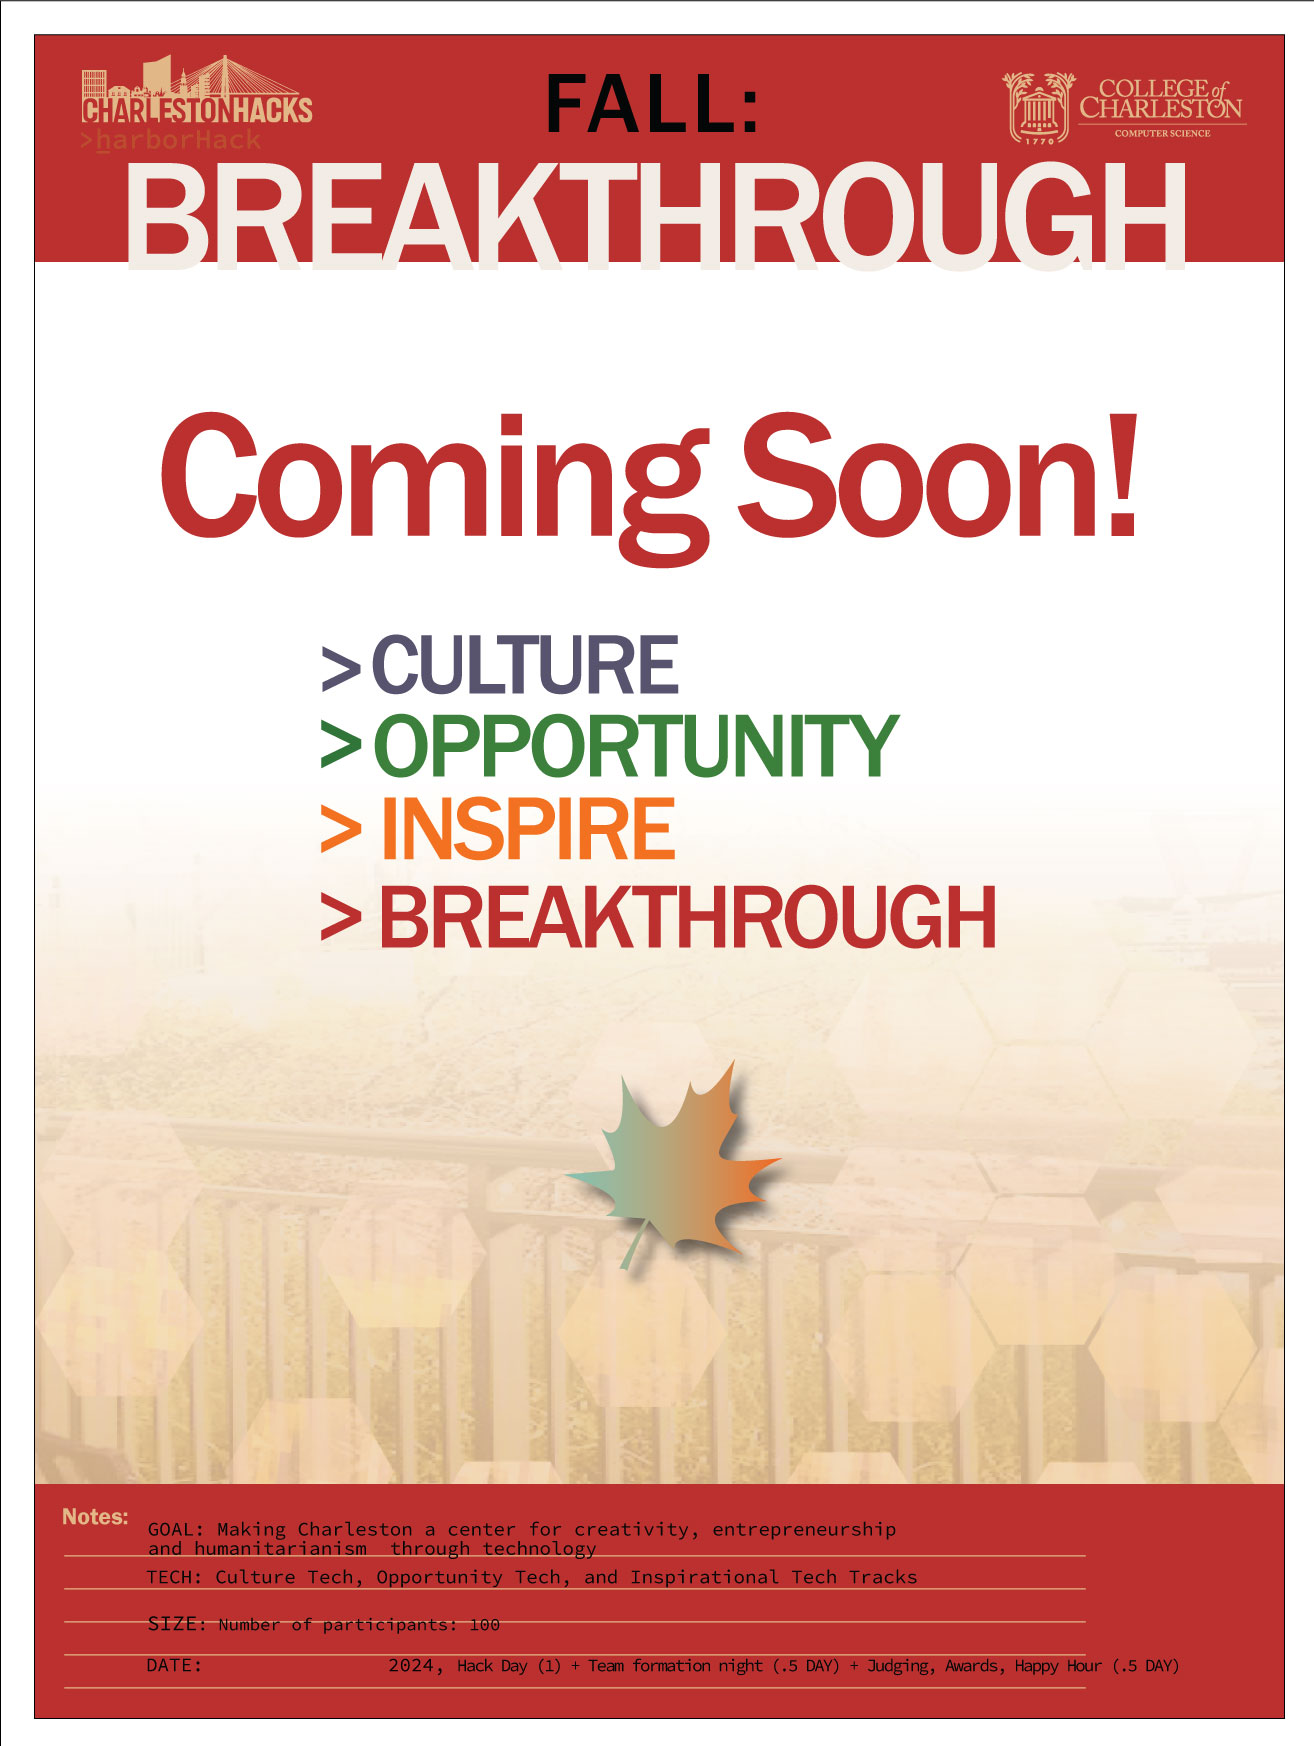 CHARLESTONHACKS
>harborHack
FALL:
COLLEGE of
CHARLESTON
COMPUTER SCIENCE
1770
BREAKTHROUGH
Coming Soon!
> CULTURE
> OPPORTUNITY
> INSPIRE
> BREAKTHROUGH
Notes:
GOAL: Making Charleston a center for creativity, entrepreneurship
and humanitarianism through technology
TECH: Culture Tech, Opportunity Tech, and Inspirational Tech Tracks
SIZE: Number of participants: 100
DATE: 2024, Hack Day (1) + Team formation night (.5 DAY) + Judging, Awards, Happy Hour (.5 DAY)